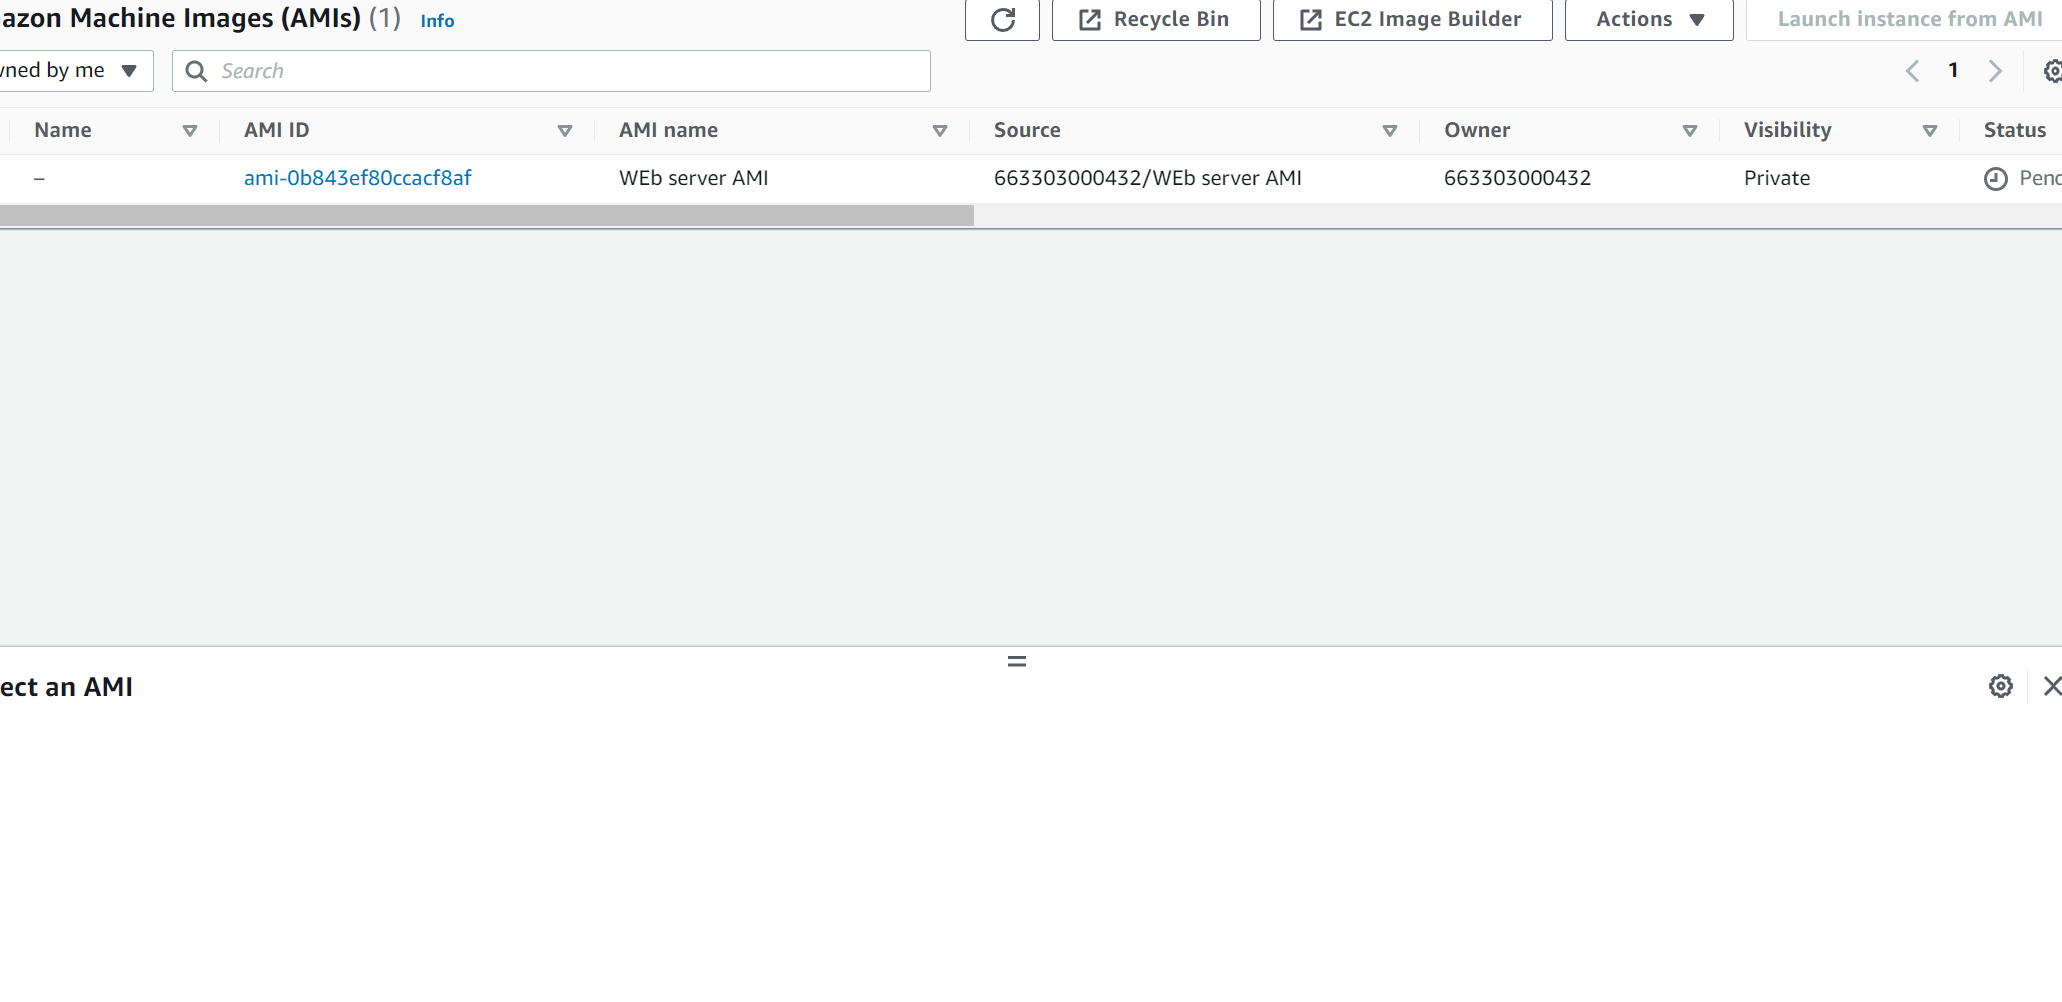 azon Machine Images (AMIs) (1) Info Recycle Bin EC2 Image Builder Actions Launch instance from AMI
ned by me Search 1
Name AMI ID AMI name Source Owner Visibility Status
– ami-0b843ef80ccacf8af WEb server AMI 663303000432/WEb server AMI 663303000432 Private Pend
ect an AMI